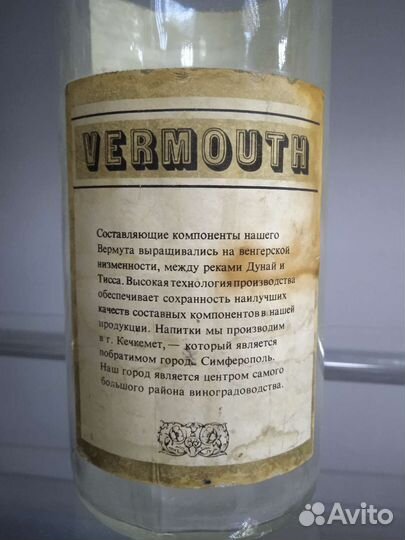 VERMOUTH
Составляющие компоненты нашего
Вермута выращивались на венгерской
низменности, между реками Дунай и
Тисса. Высокая технология производства
обеспечивает сохранность наилучших
качеств составных компонентов в нашей
продукции. Напитки мы производим
в г. Кечкемет, — который является
побратимом город. Симферополь.
Наш город является центром самого
большого района виноградоводства.
Avito